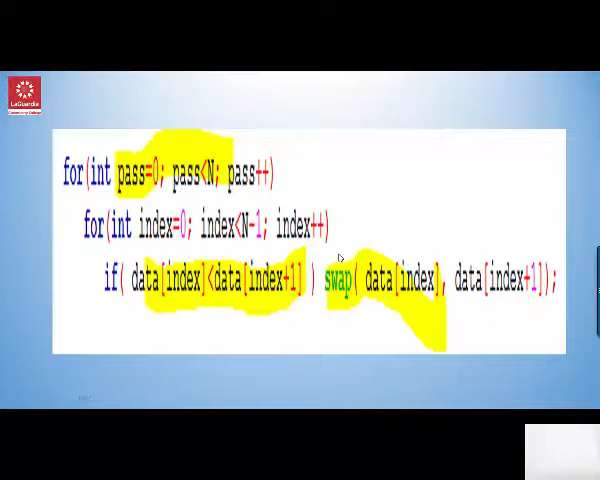 LaGuardia
Community College
for(int pass=0; pass<N; pass++)
for(int index=0; index<N-1; index++)
if( data[index]<data[index+1] ) swap( data[index], data[index+1]);